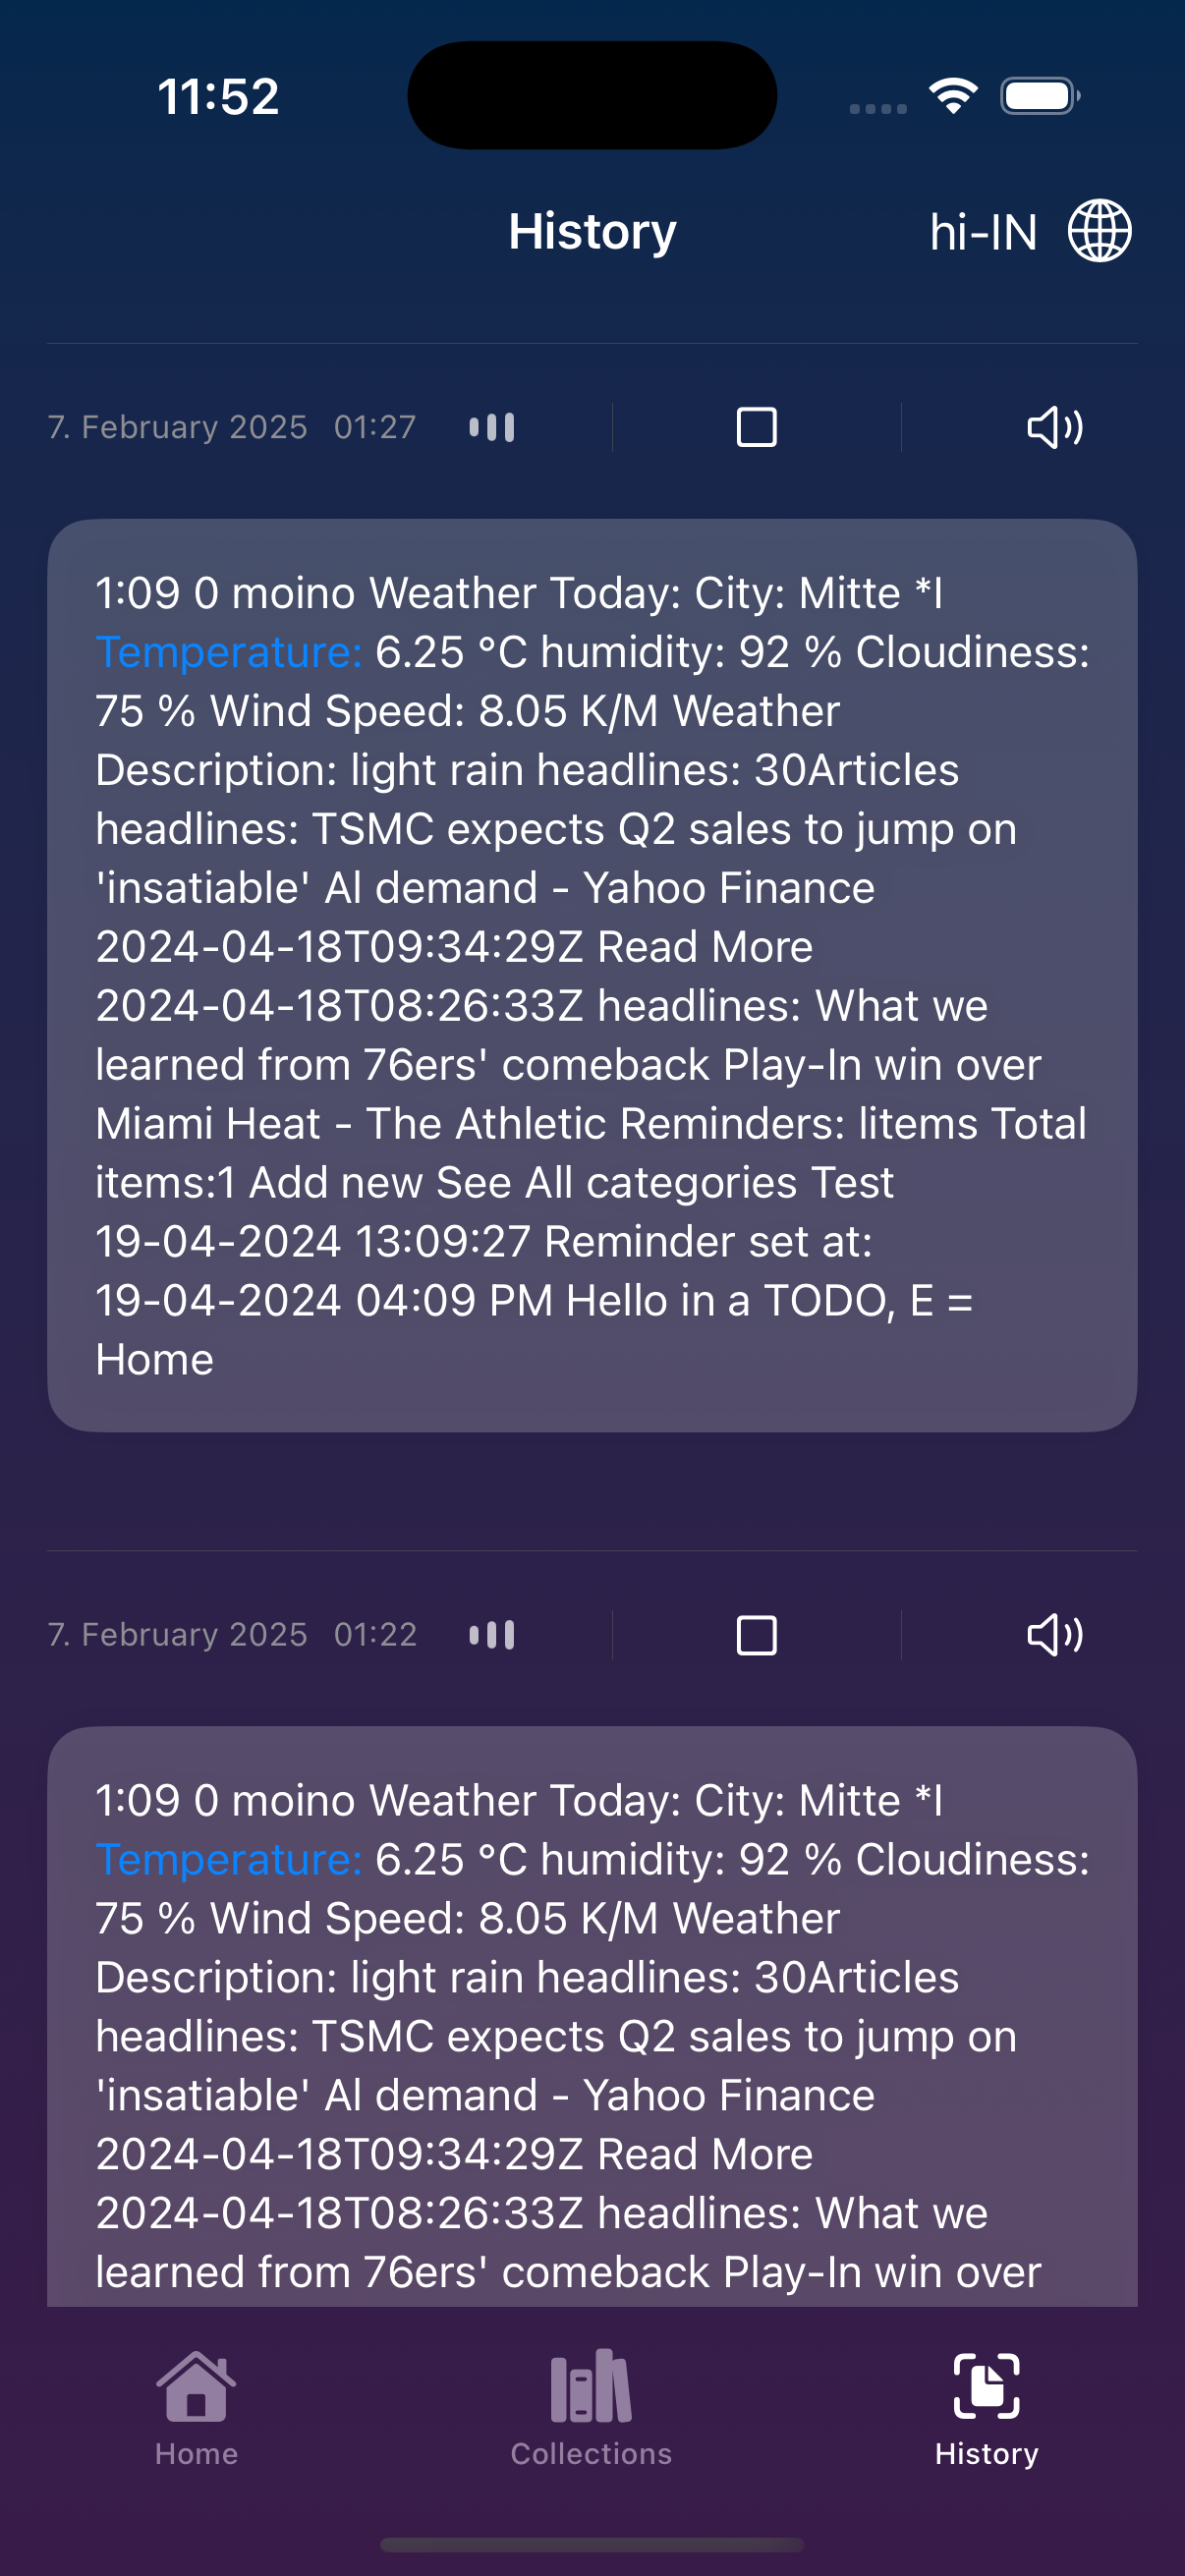 11:52
History
hi-IN
7. February 2025 01:27
1:09 0 moino Weather Today: City: Mitte *I
Temperature: 6.25 °C humidity: 92 % Cloudiness:
75 % Wind Speed: 8.05 K/M Weather
Description: light rain headlines: 30Articles
headlines: TSMC expects Q2 sales to jump on
'insatiable' Al demand - Yahoo Finance
2024-04-18T09:34:29Z Read More
2024-04-18T08:26:33Z headlines: What we
learned from 76ers' comeback Play-In win over
Miami Heat - The Athletic Reminders: litems Total
items:1 Add new See All categories Test
19-04-2024 13:09:27 Reminder set at:
19-04-2024 04:09 PM Hello in a TODO, E =
Home
7. February 2025 01:22
1:09 0 moino Weather Today: City: Mitte *I
Temperature: 6.25 °C humidity: 92 % Cloudiness:
75 % Wind Speed: 8.05 K/M Weather
Description: light rain headlines: 30Articles
headlines: TSMC expects Q2 sales to jump on
'insatiable' Al demand - Yahoo Finance
2024-04-18T09:34:29Z Read More
2024-04-18T08:26:33Z headlines: What we
learned from 76ers' comeback Play-In win over
Home
Collections
History